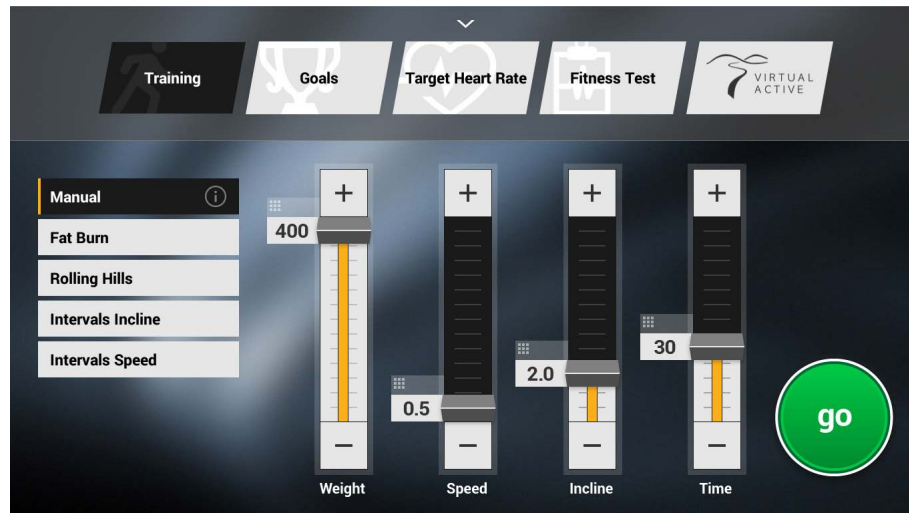 Training
Goals
Target Heart Rate
Fitness Test
VIRTUAL
ACTIVE
Manual
Fat Burn
Rolling Hills
Intervals Incline
Intervals Speed
+
+
+
+
400
30
2.0
0.5
−
−
−
−
go
Weight
Speed
Incline
Time